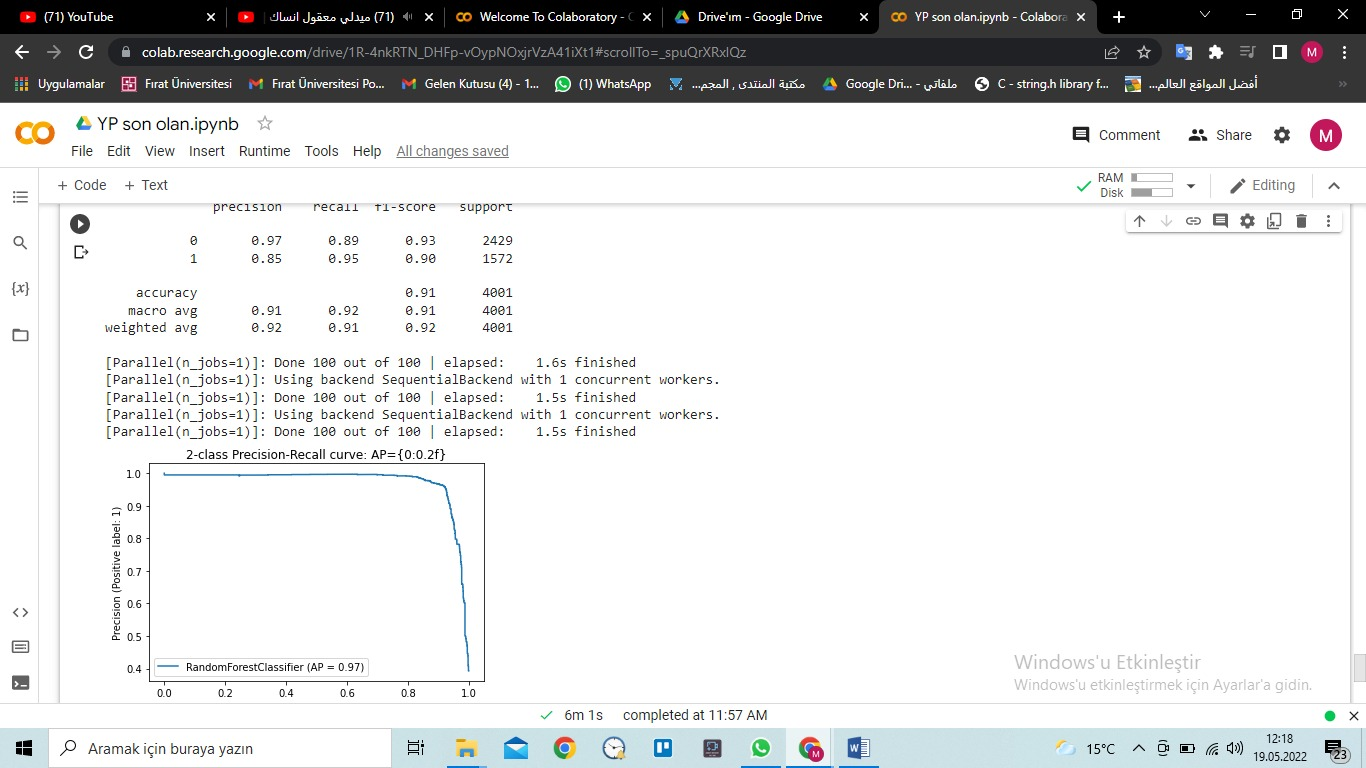 (71) YouTube
(71) ميدلي معقول انساك
Welcome To Colaboratory - C
Drive'ım - Google Drive
YP son olan.ipynb - Colabora
colab.research.google.com/drive/1R-4nkRTN_DHFp-vOypNOxjrVzA41iXt1#scrollTo=_spuQrXRxIQz
M
Uygulamalar
Fırat Üniversitesi
Fırat Üniversitesi Po...
Gelen Kutusu (4) - 1...
(1) WhatsApp
مكتبة المنتدى , المجم...
ملفاتي - Google Dri...
C - string.h library f...
أفضل المواقع العالم...
»
YP son olan.ipynb
Comment
Share
M
File Edit View Insert Runtime Tools Help All changes saved
+ Code + Text
RAM
Disk
Editing
precision recall f1-score support
0 0.97 0.89 0.93 2429
1 0.85 0.95 0.90 1572
accuracy 0.91 4001
macro avg 0.91 0.92 0.91 4001
weighted avg 0.92 0.91 0.92 4001
[Parallel(n_jobs=1)]: Done 100 out of 100 | elapsed: 1.6s finished
[Parallel(n_jobs=1)]: Using backend SequentialBackend with 1 concurrent workers.
[Parallel(n_jobs=1)]: Done 100 out of 100 | elapsed: 1.5s finished
[Parallel(n_jobs=1)]: Using backend SequentialBackend with 1 concurrent workers.
[Parallel(n_jobs=1)]: Done 100 out of 100 | elapsed: 1.5s finished
2-class Precision-Recall curve: AP={0:0.2f}
Precision (Positive label: 1)
1.0
0.9
0.8
0.7
0.6
0.5
0.4
RandomForestClassifier (AP = 0.97)
0.0 0.2 0.4 0.6 0.8 1.0
Windows'u Etkinleştir
Windows'u etkinleştirmek için Ayarlar'a gidin.
6m 1s completed at 11:57 AM
Aramak için buraya yazın
15°C
12:18
19.05.2022
23